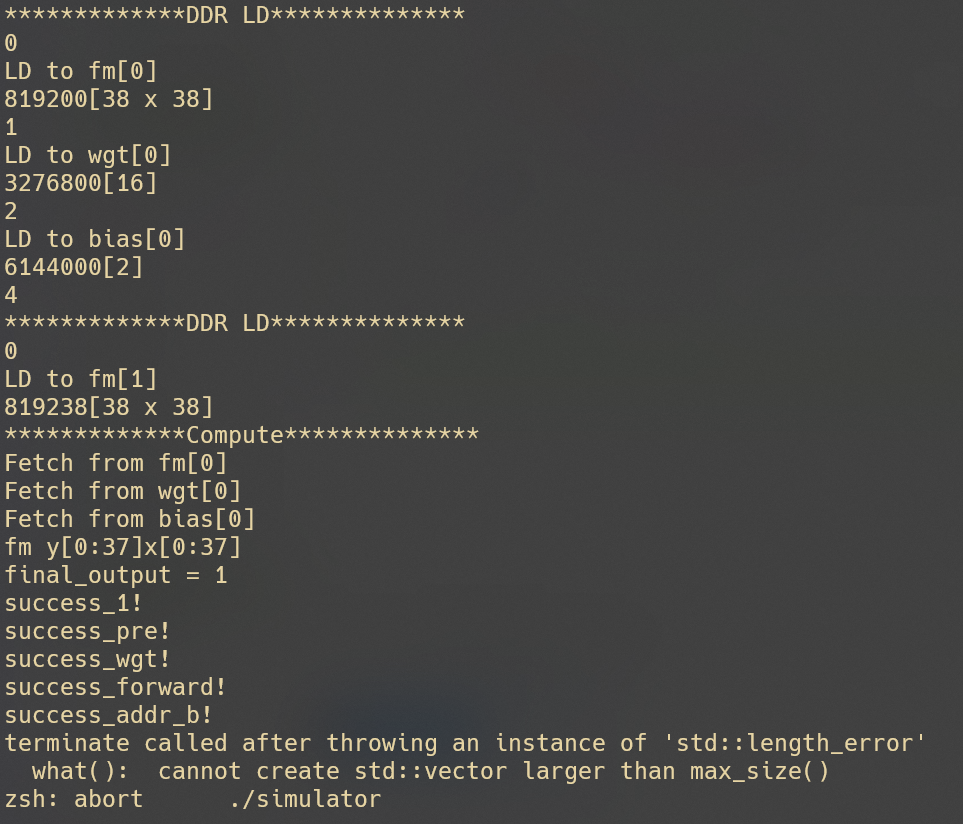 *************DDR LD**************
0
LD to fm[0]
819200[38 x 38]
1
LD to wgt[0]
3276800[16]
2
LD to bias[0]
6144000[2]
4
*************DDR LD**************
0
LD to fm[1]
819238[38 x 38]
*************Compute**************
Fetch from fm[0]
Fetch from wgt[0]
Fetch from bias[0]
fm y[0:37]x[0:37]
final_output = 1
success_1!
success_pre!
success_wgt!
success_forward!
success_addr_b!
terminate called after throwing an instance of 'std::length_error'
  what():  cannot create std::vector larger than max_size()
zsh: abort      ./simulator